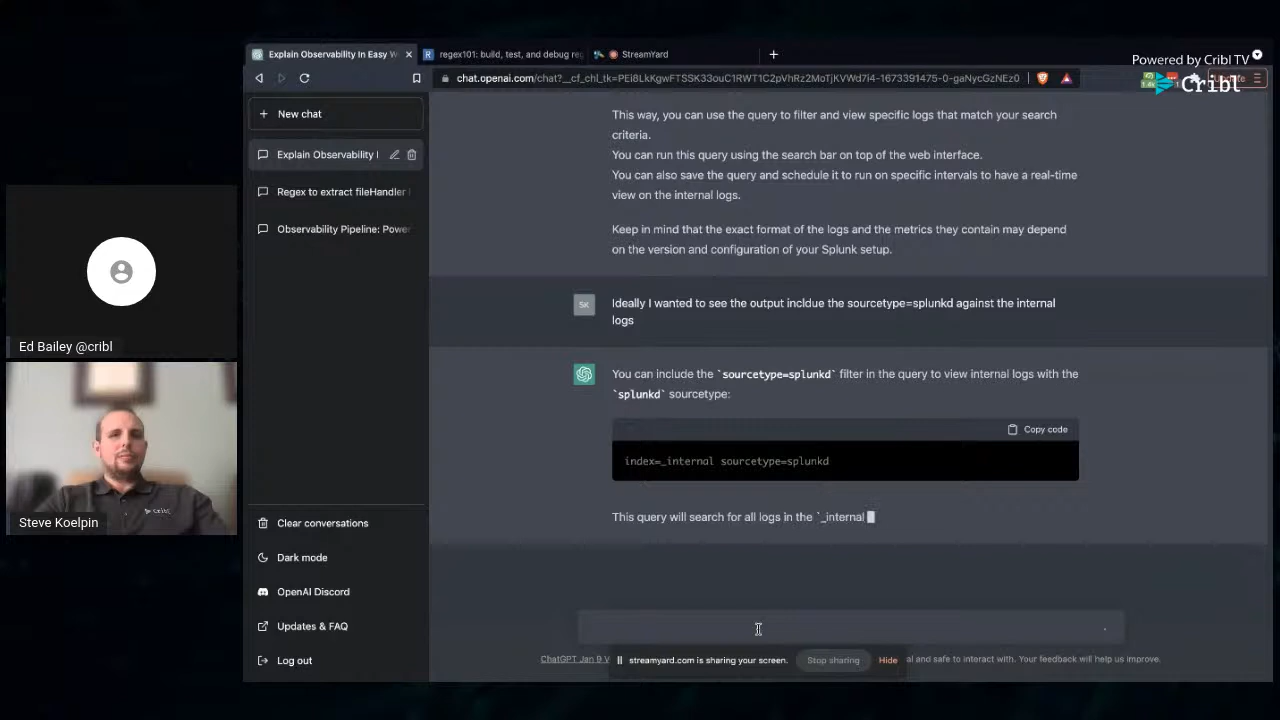 Explain Observability In Easy W
regex101: build, test, and debug reg
StreamYard
Powered by Cribl TV
chat.openai.com/chat?__cf_chl_tk=PEi8LkKgwFTSSK33ouC1RWT1C2pVhRz2MoTjKVWd7i4-1673391475-0-gaNycGzNEz0
Cribl
New chat
Explain Observability I
Regex to extract fileHandler
Observability Pipeline: Power
This way, you can use the query to filter and view specific logs that match your search
criteria.
You can run this query using the search bar on top of the web interface.
You can also save the query and schedule it to run on specific intervals to have a real-time
view on the internal logs.
Keep in mind that the exact format of the logs and the metrics they contain may depend
on the version and configuration of your Splunk setup.
SK
Ideally I wanted to see the output incldue the sourcetype=splunkd against the internal
logs
You can include the `sourcetype=splunkd` filter in the query to view internal logs with the
`splunkd` sourcetype:
Copy code
index=_internal sourcetype=splunkd
This query will search for all logs in the `_internal
Ed Bailey @cribl
Cribl
Steve Koelpin
Clear conversations
Dark mode
OpenAI Discord
Updates & FAQ
Log out
ChatGPT Jan 9 V
streamyard.com is sharing your screen.
Stop sharing
Hide
al and safe to interact with. Your feedback will help us improve.